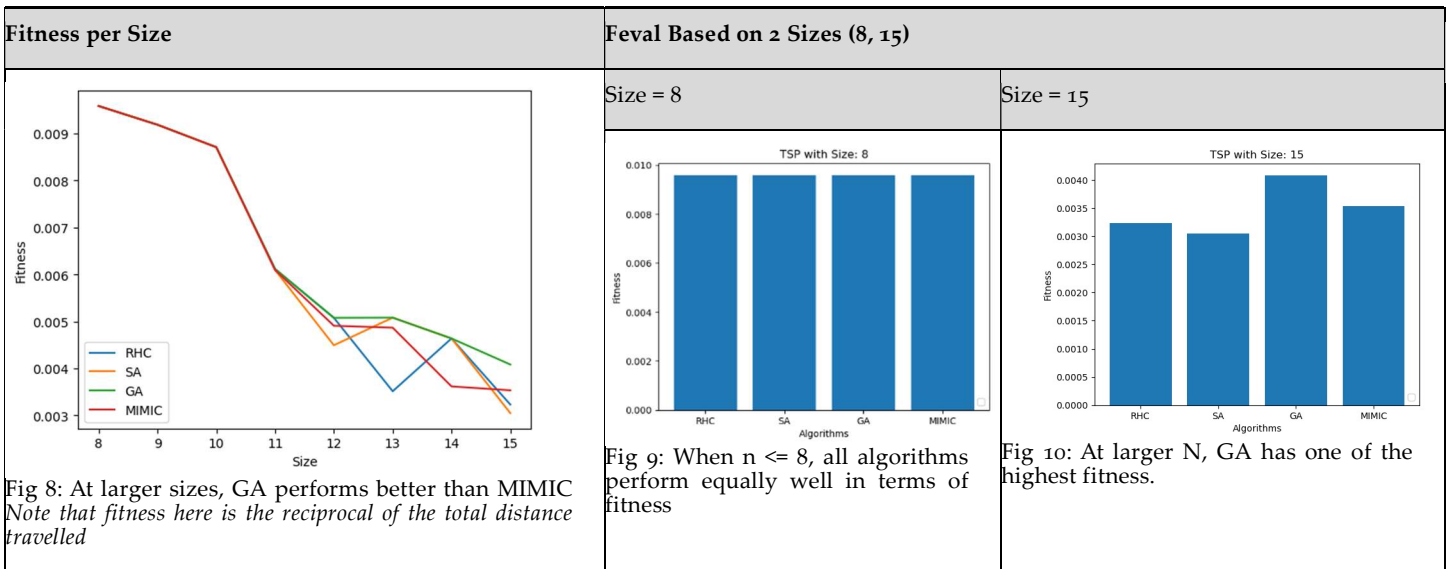 Fitness per Size
Feval Based on 2 Sizes (8, 15)
Size = 8
Size = 15
0.009
0.008
0.007
0.006
0.005
0.004
0.003
Fitness
RHC
SA
GA
MIMIC
8 9 10 11 12 13 14 15
Size
Fig 8: At larger sizes, GA performs better than MIMIC
Note that fitness here is the reciprocal of the total distance
travelled
TSP with Size: 8
0.010
0.008
0.006
0.004
0.002
0.000
Fitness
RHC SA GA MIMIC
Algorithms
Fig 9: When n <= 8, all algorithms
perform equally well in terms of
fitness
TSP with Size: 15
0.0040
0.0035
0.0030
0.0025
0.0020
0.0015
0.0010
0.0005
0.0000
Fitness
RHC SA GA MIMIC
Algorithms
Fig 10: At larger N, GA has one of the
highest fitness.